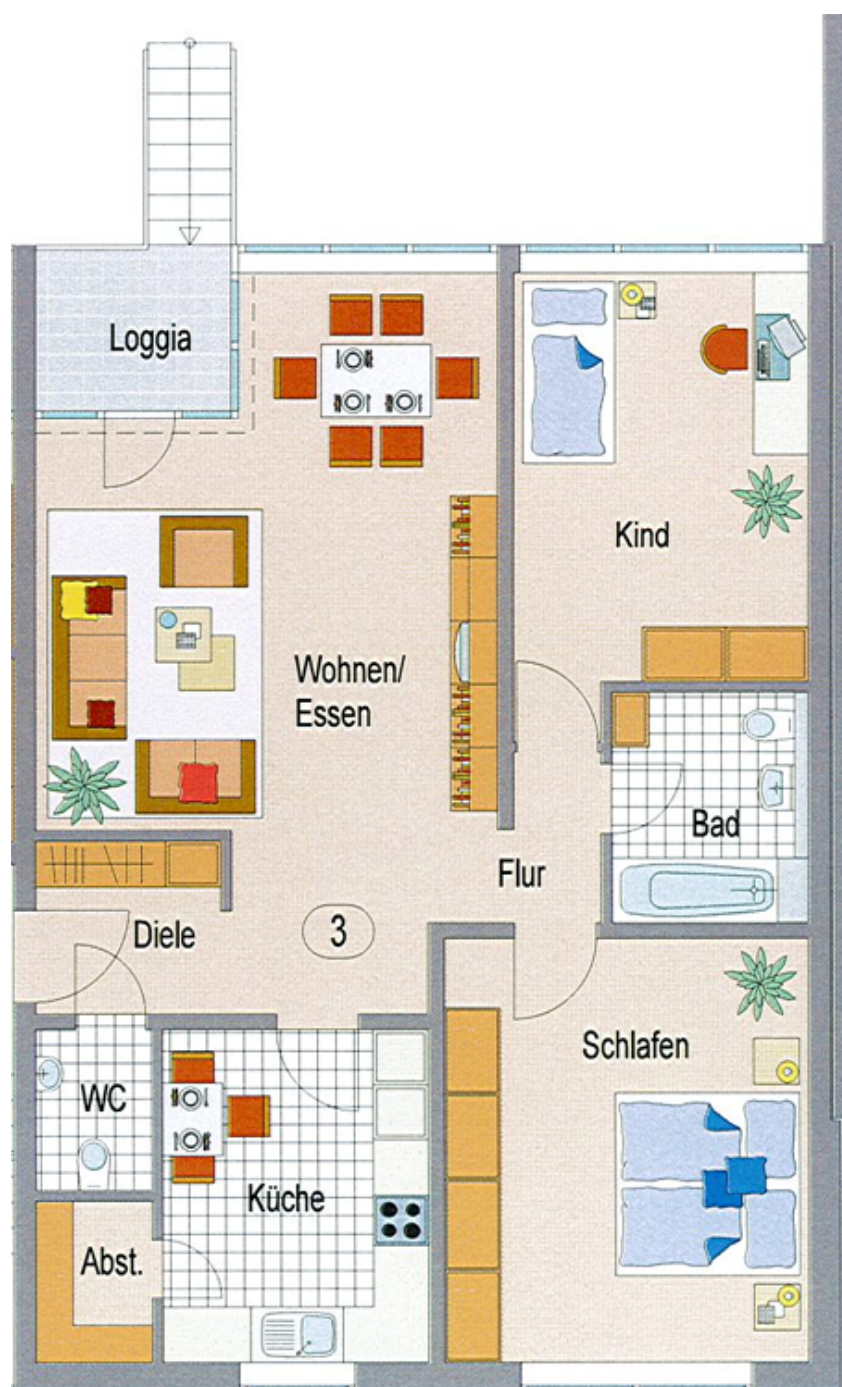 Loggia
Kind
Wohnen/
Essen
Bad
Flur
Diele
3
Schlafen
WC
Küche
Abst.